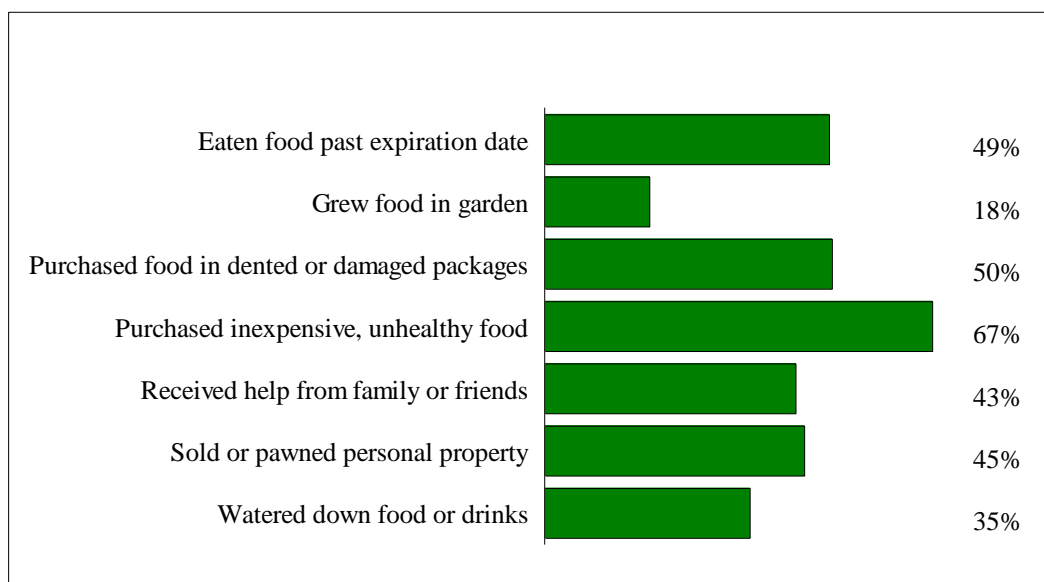 Eaten food past expiration date 49%
Grew food in garden 18%
Purchased food in dented or damaged packages 50%
Purchased inexpensive, unhealthy food 67%
Received help from family or friends 43%
Sold or pawned personal property 45%
Watered down food or drinks 35%